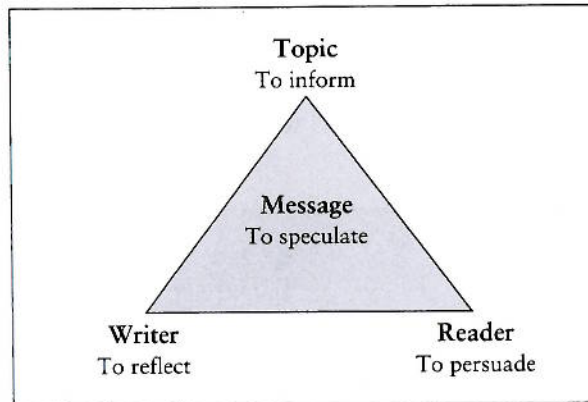 Topic
To inform
Message
To speculate
Writer
To reflect
Reader
To persuade